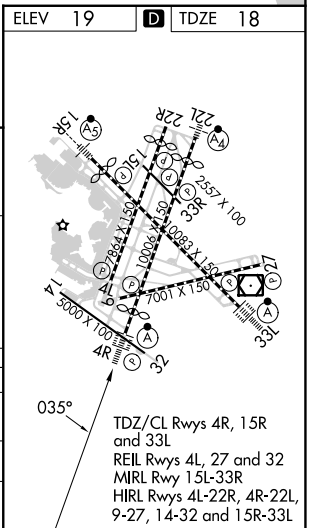 ELEV 19
D
TDZE 18
15R
A5
22R
22L
A4
15L
P
P
P
2557 X 100
33R
7864 X 150
10006 X 150
10083 X 150
P
4L
9
7001 X 150
27
P
P
14
5000 X 100
A
A
33L
4R
P
32
035°
TDZ/CL Rwys 4R, 15R
and 33L
REIL Rwys 4L, 27 and 32
MIRL Rwy 15L-33R
HIRL Rwys 4L-22R, 4R-22L,
9-27, 14-32 and 15R-33L